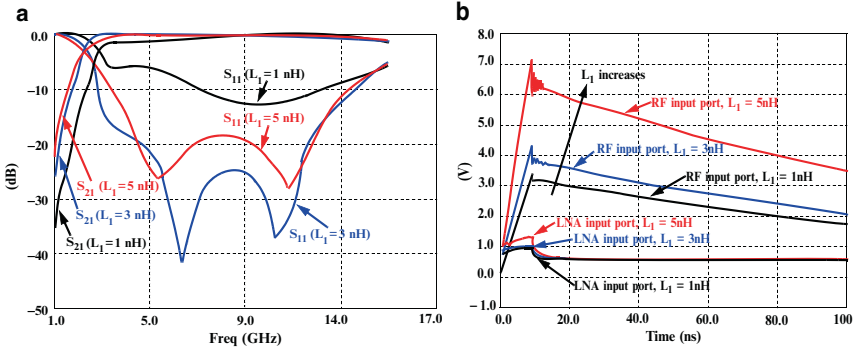 a
0.0
−10
−20
−30
−40
−50
(dB)
1.0
5.0
9.0
14.0
17.0
Freq (GHz)
S11 (L1=1 nH)
S11 (L1=5 nH)
S21 (L1=5 nH)
S21 (L1=3 nH)
S21 (L1=1 nH)
S11 (L1=3 nH)
b
8.0
7.0
6.0
5.0
4.0
3.0
2.0
1.0
0.0
−1.0
(V)
0.0
20.0
40.0
60.0
80.0
100
Time (ns)
L1 increases
RF input port, L1 = 5nH
RF input port, L1 = 3nH
RF input port, L1 = 1nH
LNA input port, L1 = 5nH
LNA input port, L1 = 3nH
LNA input port, L1 = 1nH